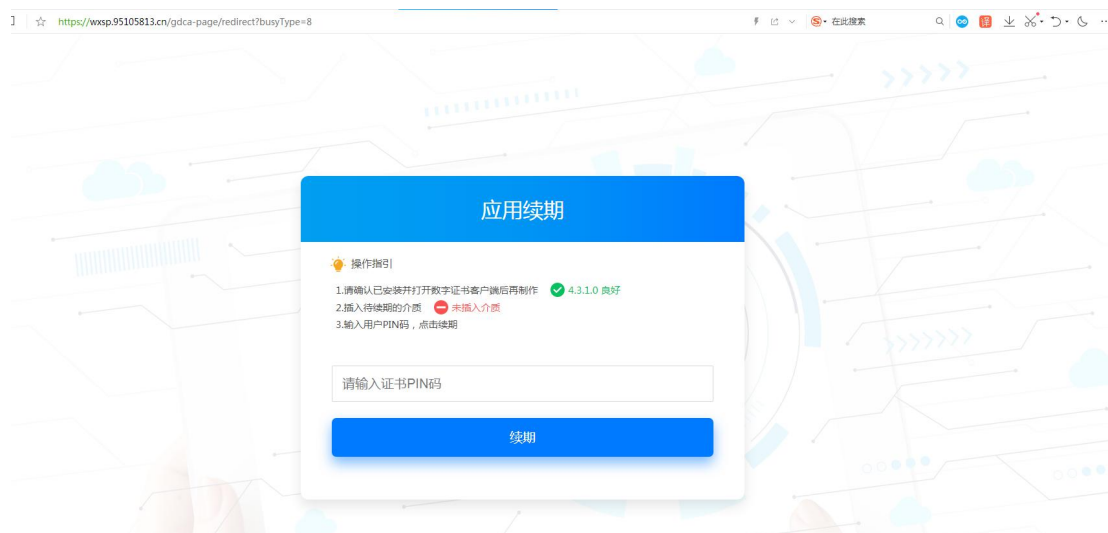 https://wxsp.95105813.cn/gdca-page/redirect?busyType=8 在此搜索 译
应用续期
操作指引
1.请确认已安装并打开数字证书客户端后再制作 4.3.1.0 良好
2.插入待续期的介质 未插入介质
3.输入用户PIN码，点击续期
请输入证书PIN码
续期